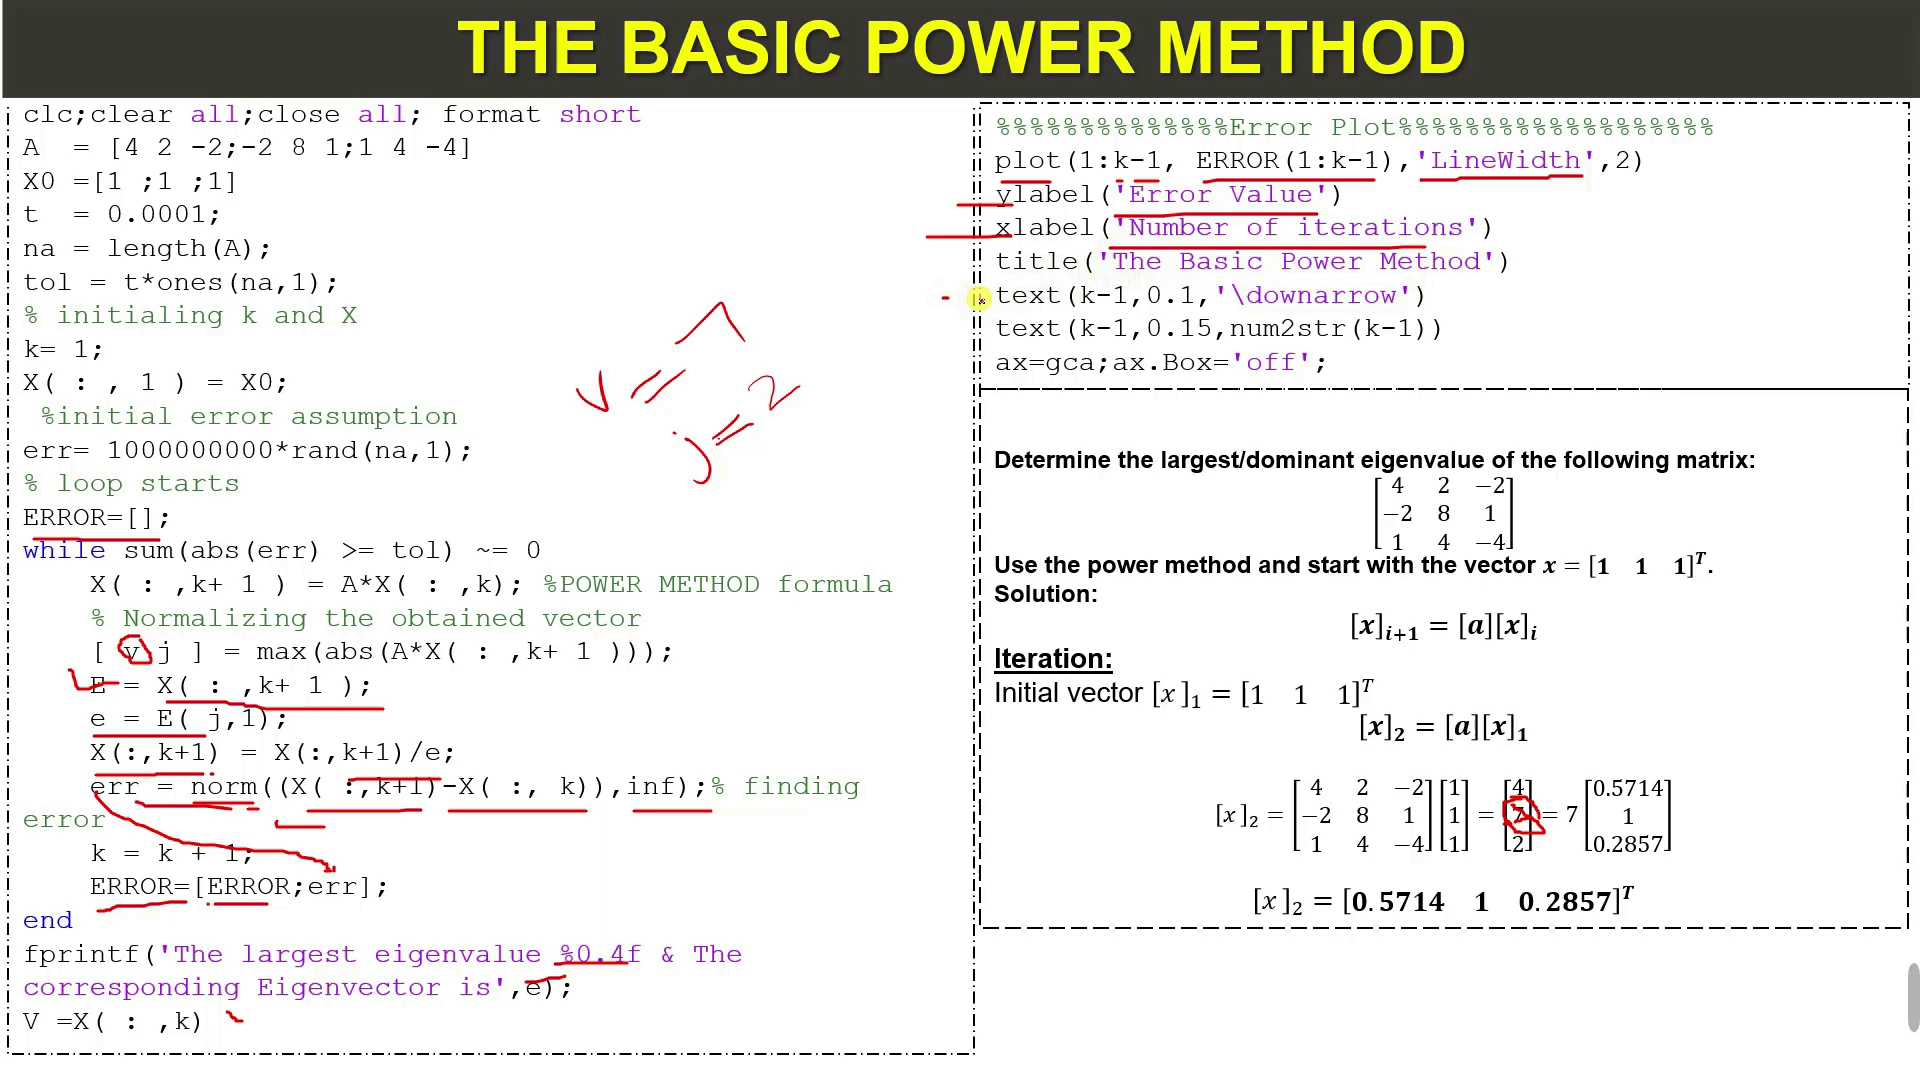 THE BASIC POWER METHOD
clc;clear all;close all; format short
A = [4 2 -2;-2 8 1;1 4 -4]
X0 =[1 ;1 ;1]
t = 0.0001;
na = length(A);
tol = t*ones(na,1);
% initialing k and X
k= 1;
X( : , 1 ) = X0;
%initial error assumption
err= 1000000000*rand(na,1);
% loop starts
ERROR=[];
while sum(abs(err) >= tol) ~= 0
X( : ,k+ 1 ) = A*X( : ,k); %POWER METHOD formula
% Normalizing the obtained vector
[ v j ] = max(abs(A*X( : ,k+ 1 )));
E = X( : ,k+ 1 );
e = E( j,1);
X(:,k+1) = X(:,k+1)/e;
err = norm((X( :,k+1)-X( :, k)),inf);% finding
error
k = k + 1;
ERROR=[ERROR;err];
end
fprintf('The largest eigenvalue %0.4f & The
corresponding Eigenvector is',e);
V =X( : ,k)
v = 7
j = 2
%%%%%%%%%%%%%%Error Plot%%%%%%%%%%%%%%%%%%%
plot(1:k-1, ERROR(1:k-1),'LineWidth',2)
ylabel('Error Value')
xlabel('Number of iterations')
title('The Basic Power Method')
text(k-1,0.1,'\downarrow')
text(k-1,0.15,num2str(k-1))
ax=gca;ax.Box='off';
Determine the largest/dominant eigenvalue of the following matrix:
[4 2 −2
−2 8 1
1 4 −4]
Use the power method and start with the vector x = [1 1 1]^T.
Solution:
[x]_{i+1} = [a][x]_i
Iteration:
Initial vector [x]_1 = [1 1 1]^T
[x]_2 = [a][x]_1
[x]_2 = [4 2 −2; −2 8 1; 1 4 −4] [1; 1; 1] = [4; 7; 2] = 7 [0.5714; 1; 0.2857]
[x]_2 = [0.5714 1 0.2857]^T